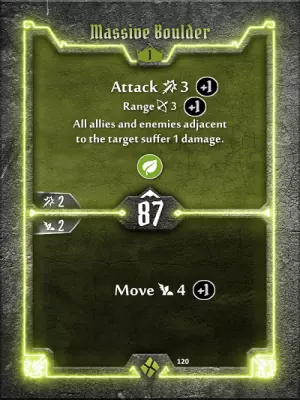 Massive Boulder
1
Attack 3 +1
Range 3 +1
All allies and enemies adjacent
to the target suffer 1 damage.
2
87
2
Move 4 +1
120